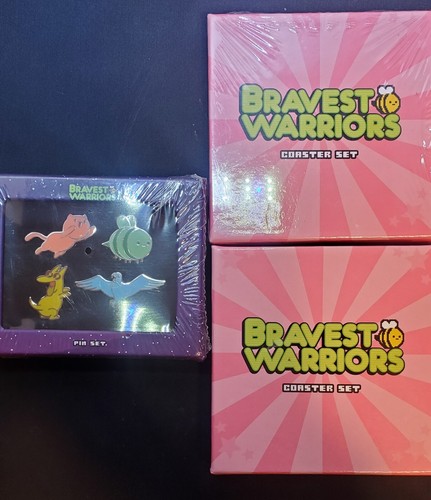 BRAVEST
WARRIORS
PIN SET.
BRAVEST
WARRIORS
COASTER SET
BRAVEST
WARRIORS
COASTER SET